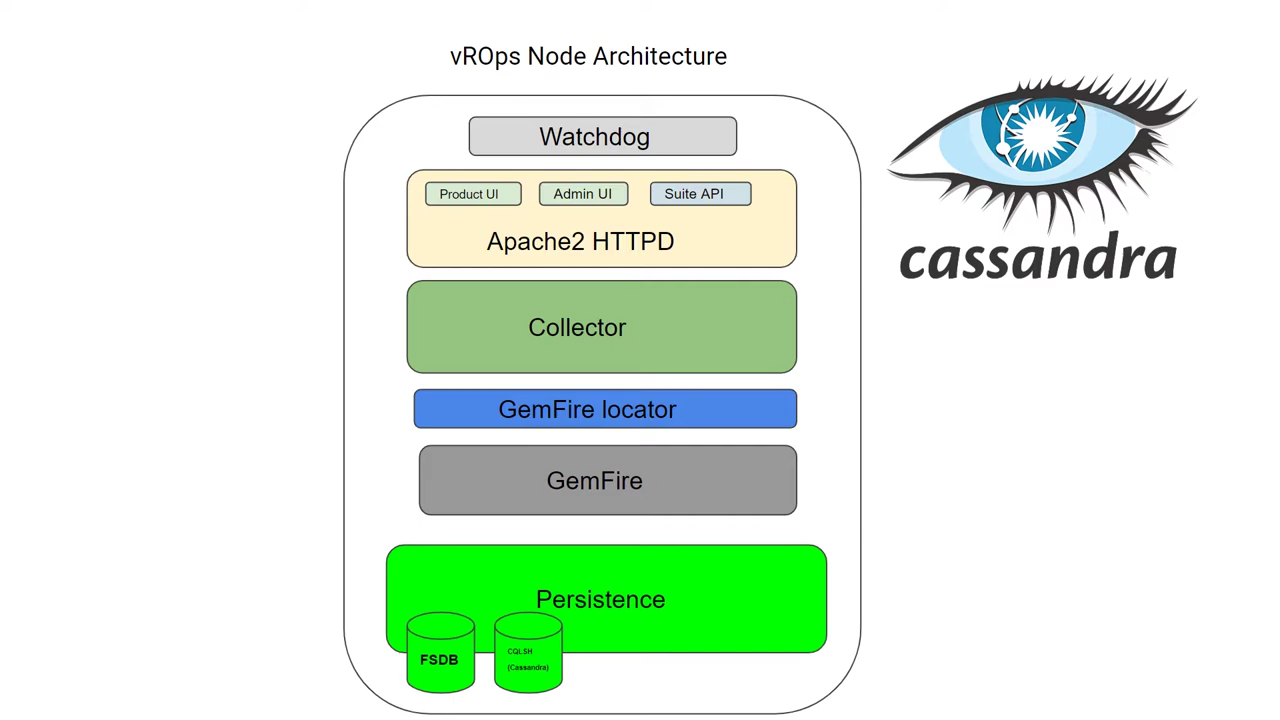 vROps Node Architecture
Watchdog
Product UI
Admin UI
Suite API
Apache2 HTTPD
cassandra
Collector
GemFire locator
GemFire
Persistence
FSDB
CQLSH
(Cassandra)